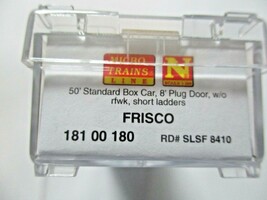 MICRO
TRAINS
LINE
N
50' Standard Box Car, 8' Plug Door, w/o
rfwk, short ladders
FRISCO
181 00 180 RD# SLSF 8410